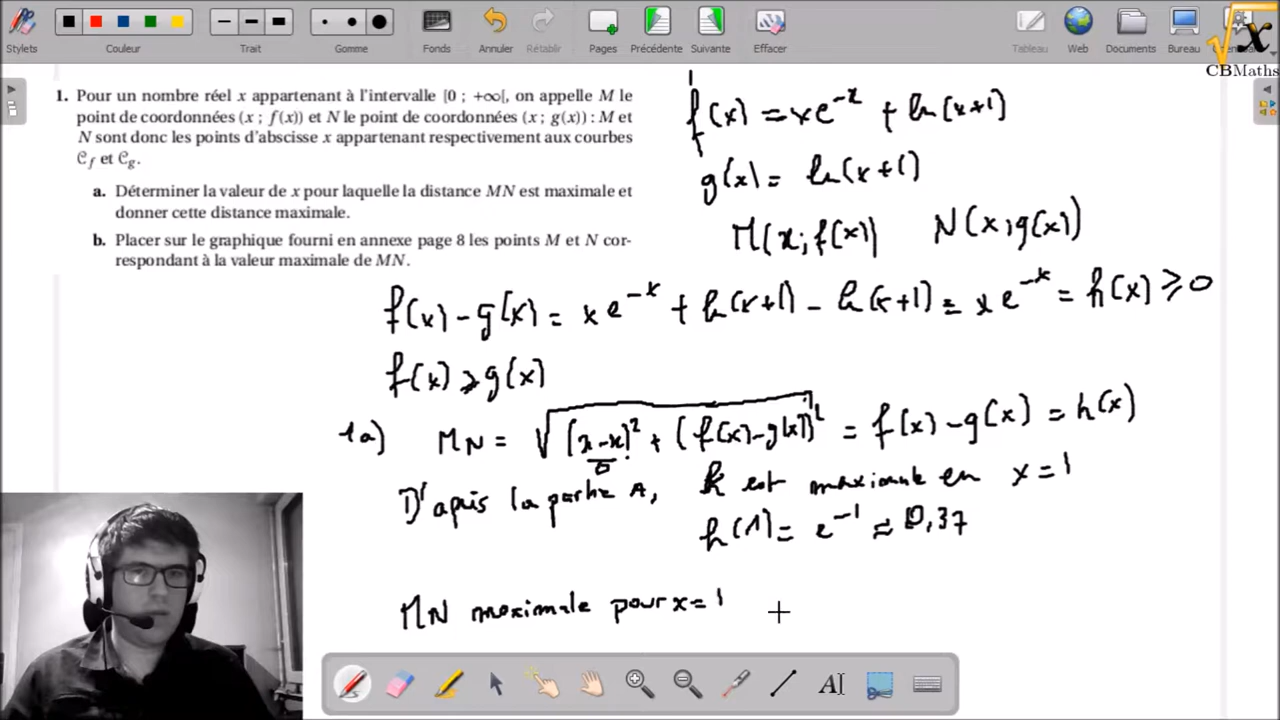 Stylets Couleur Trait Gomme Fonds Annuler Rétablir Pages Précédente Suivante Effacer Tableau Web Documents Bureau
CBMaths
1. Pour un nombre réel x appartenant à l'intervalle [0 ; +∞[, on appelle M le
point de coordonnées (x ; f(x)) et N le point de coordonnées (x ; g(x)) : M et
N sont donc les points d'abscisse x appartenant respectivement aux courbes
𝒞f et 𝒞g.
a. Déterminer la valeur de x pour laquelle la distance MN est maximale et
donner cette distance maximale.
b. Placer sur le graphique fourni en annexe page 8 les points M et N cor-
respondant à la valeur maximale de MN.
f(x) = xe^{-x} + ln(x+1)
g(x) = ln(x+1)
M(x ; f(x)) N(x ; g(x))
f(x) - g(x) = x e^{-x} + ln(x+1) - ln(x+1) = x e^{-x} = h(x) ⩾ 0
f(x) ⩾ g(x)
1a) MN = √((x-x)² + (f(x)-g(x))²) = f(x) - g(x) = h(x)
0
D'après la partie A, h est maximale en x = 1
h(1) = e^{-1} ≈ 0,37
MN maximale pour x = 1